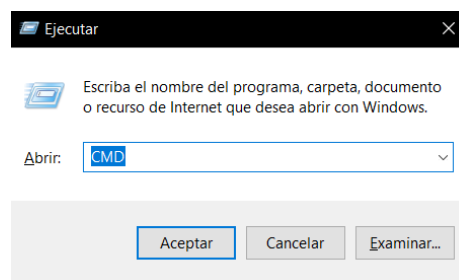 Ejecutar
Escriba el nombre del programa, carpeta, documento
o recurso de Internet que desea abrir con Windows.
Abrir: CMD
Aceptar Cancelar Examinar...